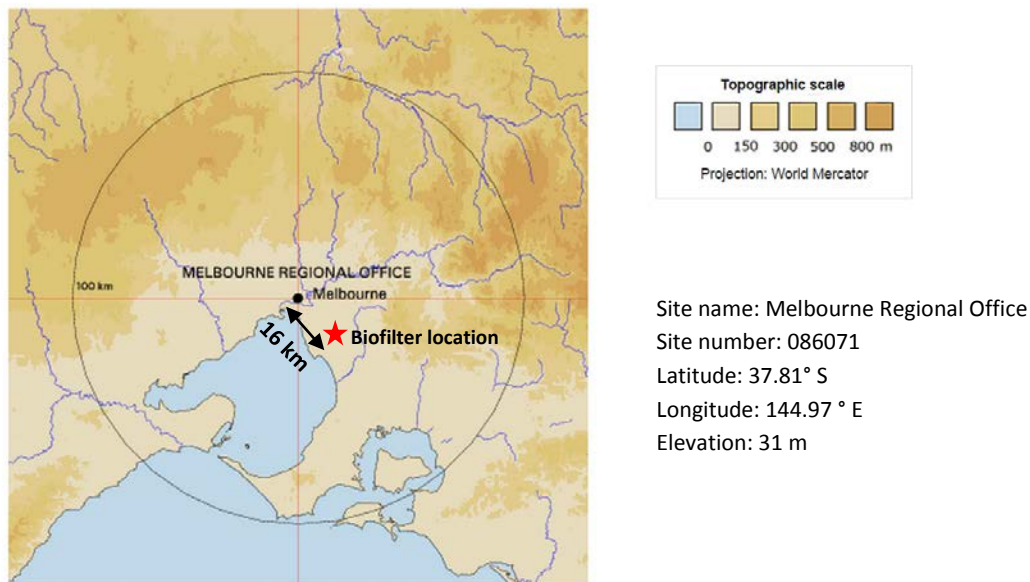 MELBOURNE REGIONAL OFFICE
100 km
Melbourne
16 km
Biofilter location
Topographic scale
0 150 300 500 800 m
Projection: World Mercator
Site name: Melbourne Regional Office
Site number: 086071
Latitude: 37.81° S
Longitude: 144.97 ° E
Elevation: 31 m